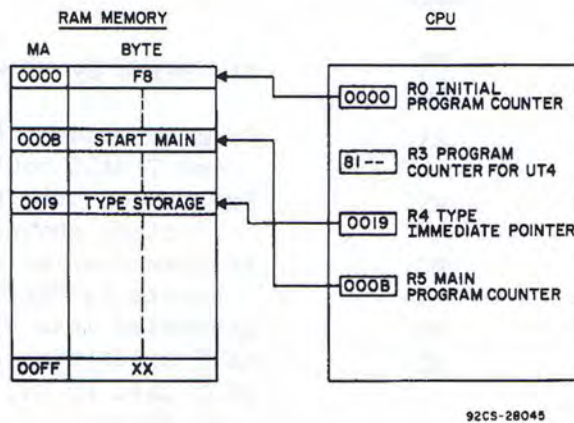 RAM MEMORY
MA BYTE
0000 F8
000B START MAIN
0019 TYPE STORAGE
00FF XX
CPU
0000 R0 INITIAL
PROGRAM COUNTER
81-- R3 PROGRAM
COUNTER FOR UT4
0019 R4 TYPE
IMMEDIATE POINTER
000B R5 MAIN
PROGRAM COUNTER
92CS-28045